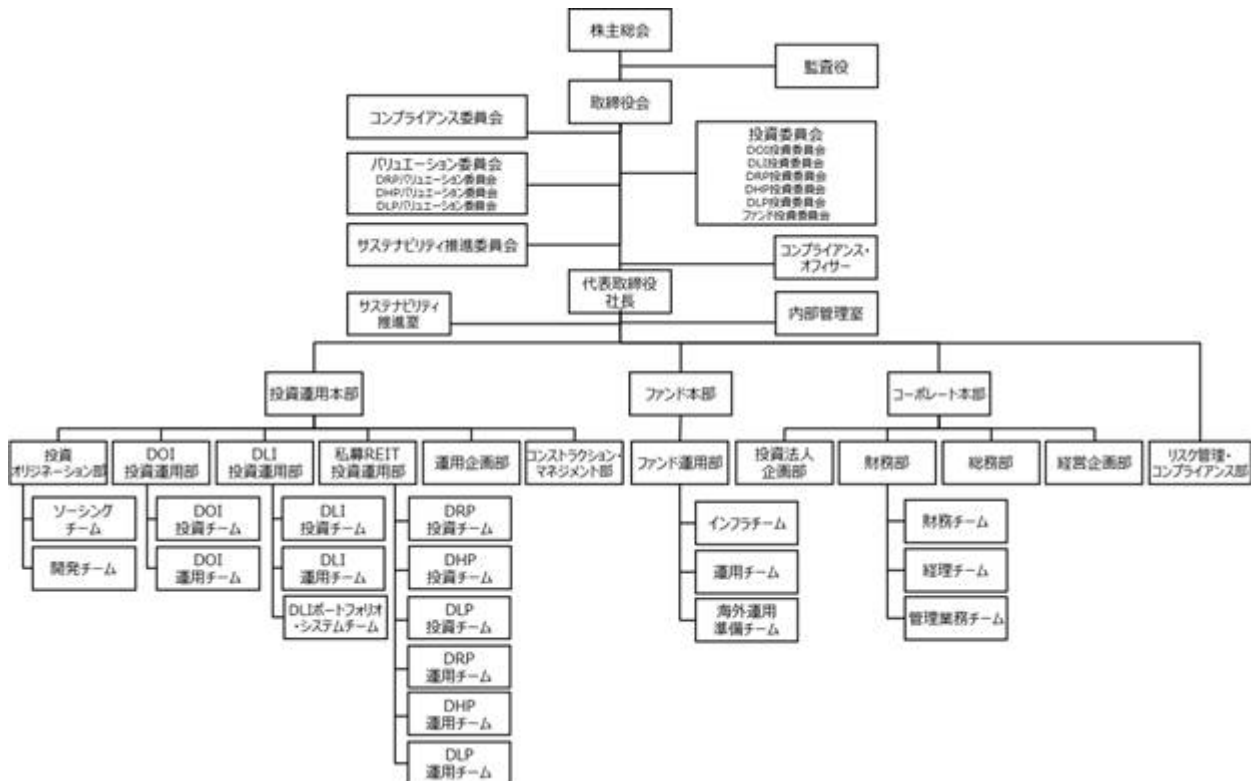 株主総会
監査役
取締役会
コンプライアンス委員会
投資委員会
DOI投資委員会
DLI投資委員会
DRP投資委員会
DHP投資委員会
DLP投資委員会
ファンド投資委員会
バリュエーション委員会
DRPバリュエーション委員会
DHPバリュエーション委員会
DLPバリュエーション委員会
サステナビリティ推進委員会
コンプライアンス・
オフィサー
代表取締役
社長
サステナビリティ
推進室
内部管理室
投資運用本部
ファンド本部
コーポレート本部
投資
オリジネーション部
DOI
投資運用部
DLI
投資運用部
私募REIT
投資運用部
運用企画部
コンストラクション・
マネジメント部
ファンド運用部
投資法人
企画部
財務部
総務部
経営企画部
リスク管理・
コンプライアンス部
ソーシング
チーム
開発チーム
DOI
投資チーム
DOI
運用チーム
DLI
投資チーム
DLI
運用チーム
DLIポートフォリオ
・システムチーム
DRP
投資チーム
DHP
投資チーム
DLP
投資チーム
DRP
運用チーム
DHP
運用チーム
DLP
運用チーム
インフラチーム
運用チーム
海外運用
準備チーム
財務チーム
経理チーム
管理業務チーム